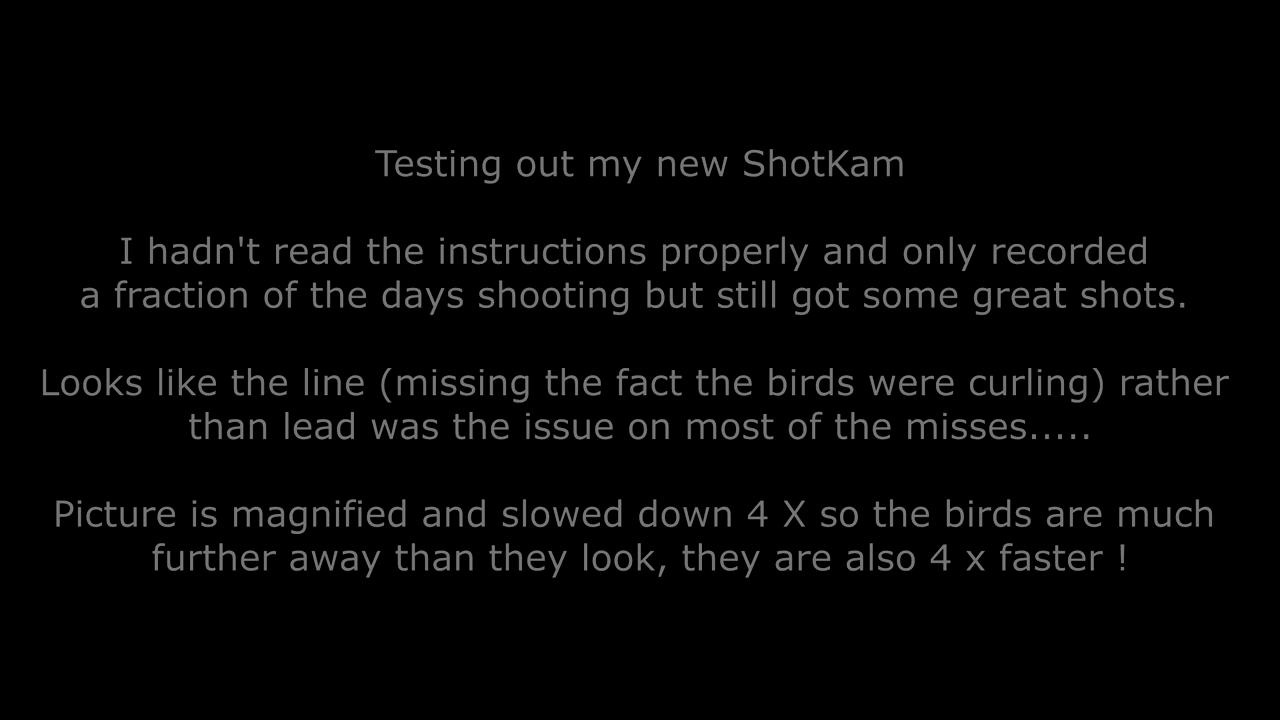 Testing out my new ShotKam
I hadn't read the instructions properly and only recorded
a fraction of the days shooting but still got some great shots.
Looks like the line (missing the fact the birds were curling) rather
than lead was the issue on most of the misses.....
Picture is magnified and slowed down 4 X so the birds are much
further away than they look, they are also 4 x faster !